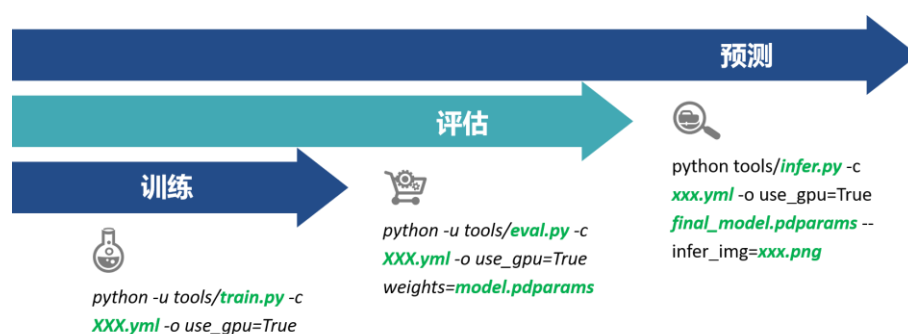 预测
评估
训练
python -u tools/train.py -c
XXX.yml -o use_gpu=True
python -u tools/eval.py -c
XXX.yml -o use_gpu=True
weights=model.pdparams
python tools/infer.py -c
xxx.yml -o use_gpu=True
final_model.pdparams --
infer_img=xxx.png